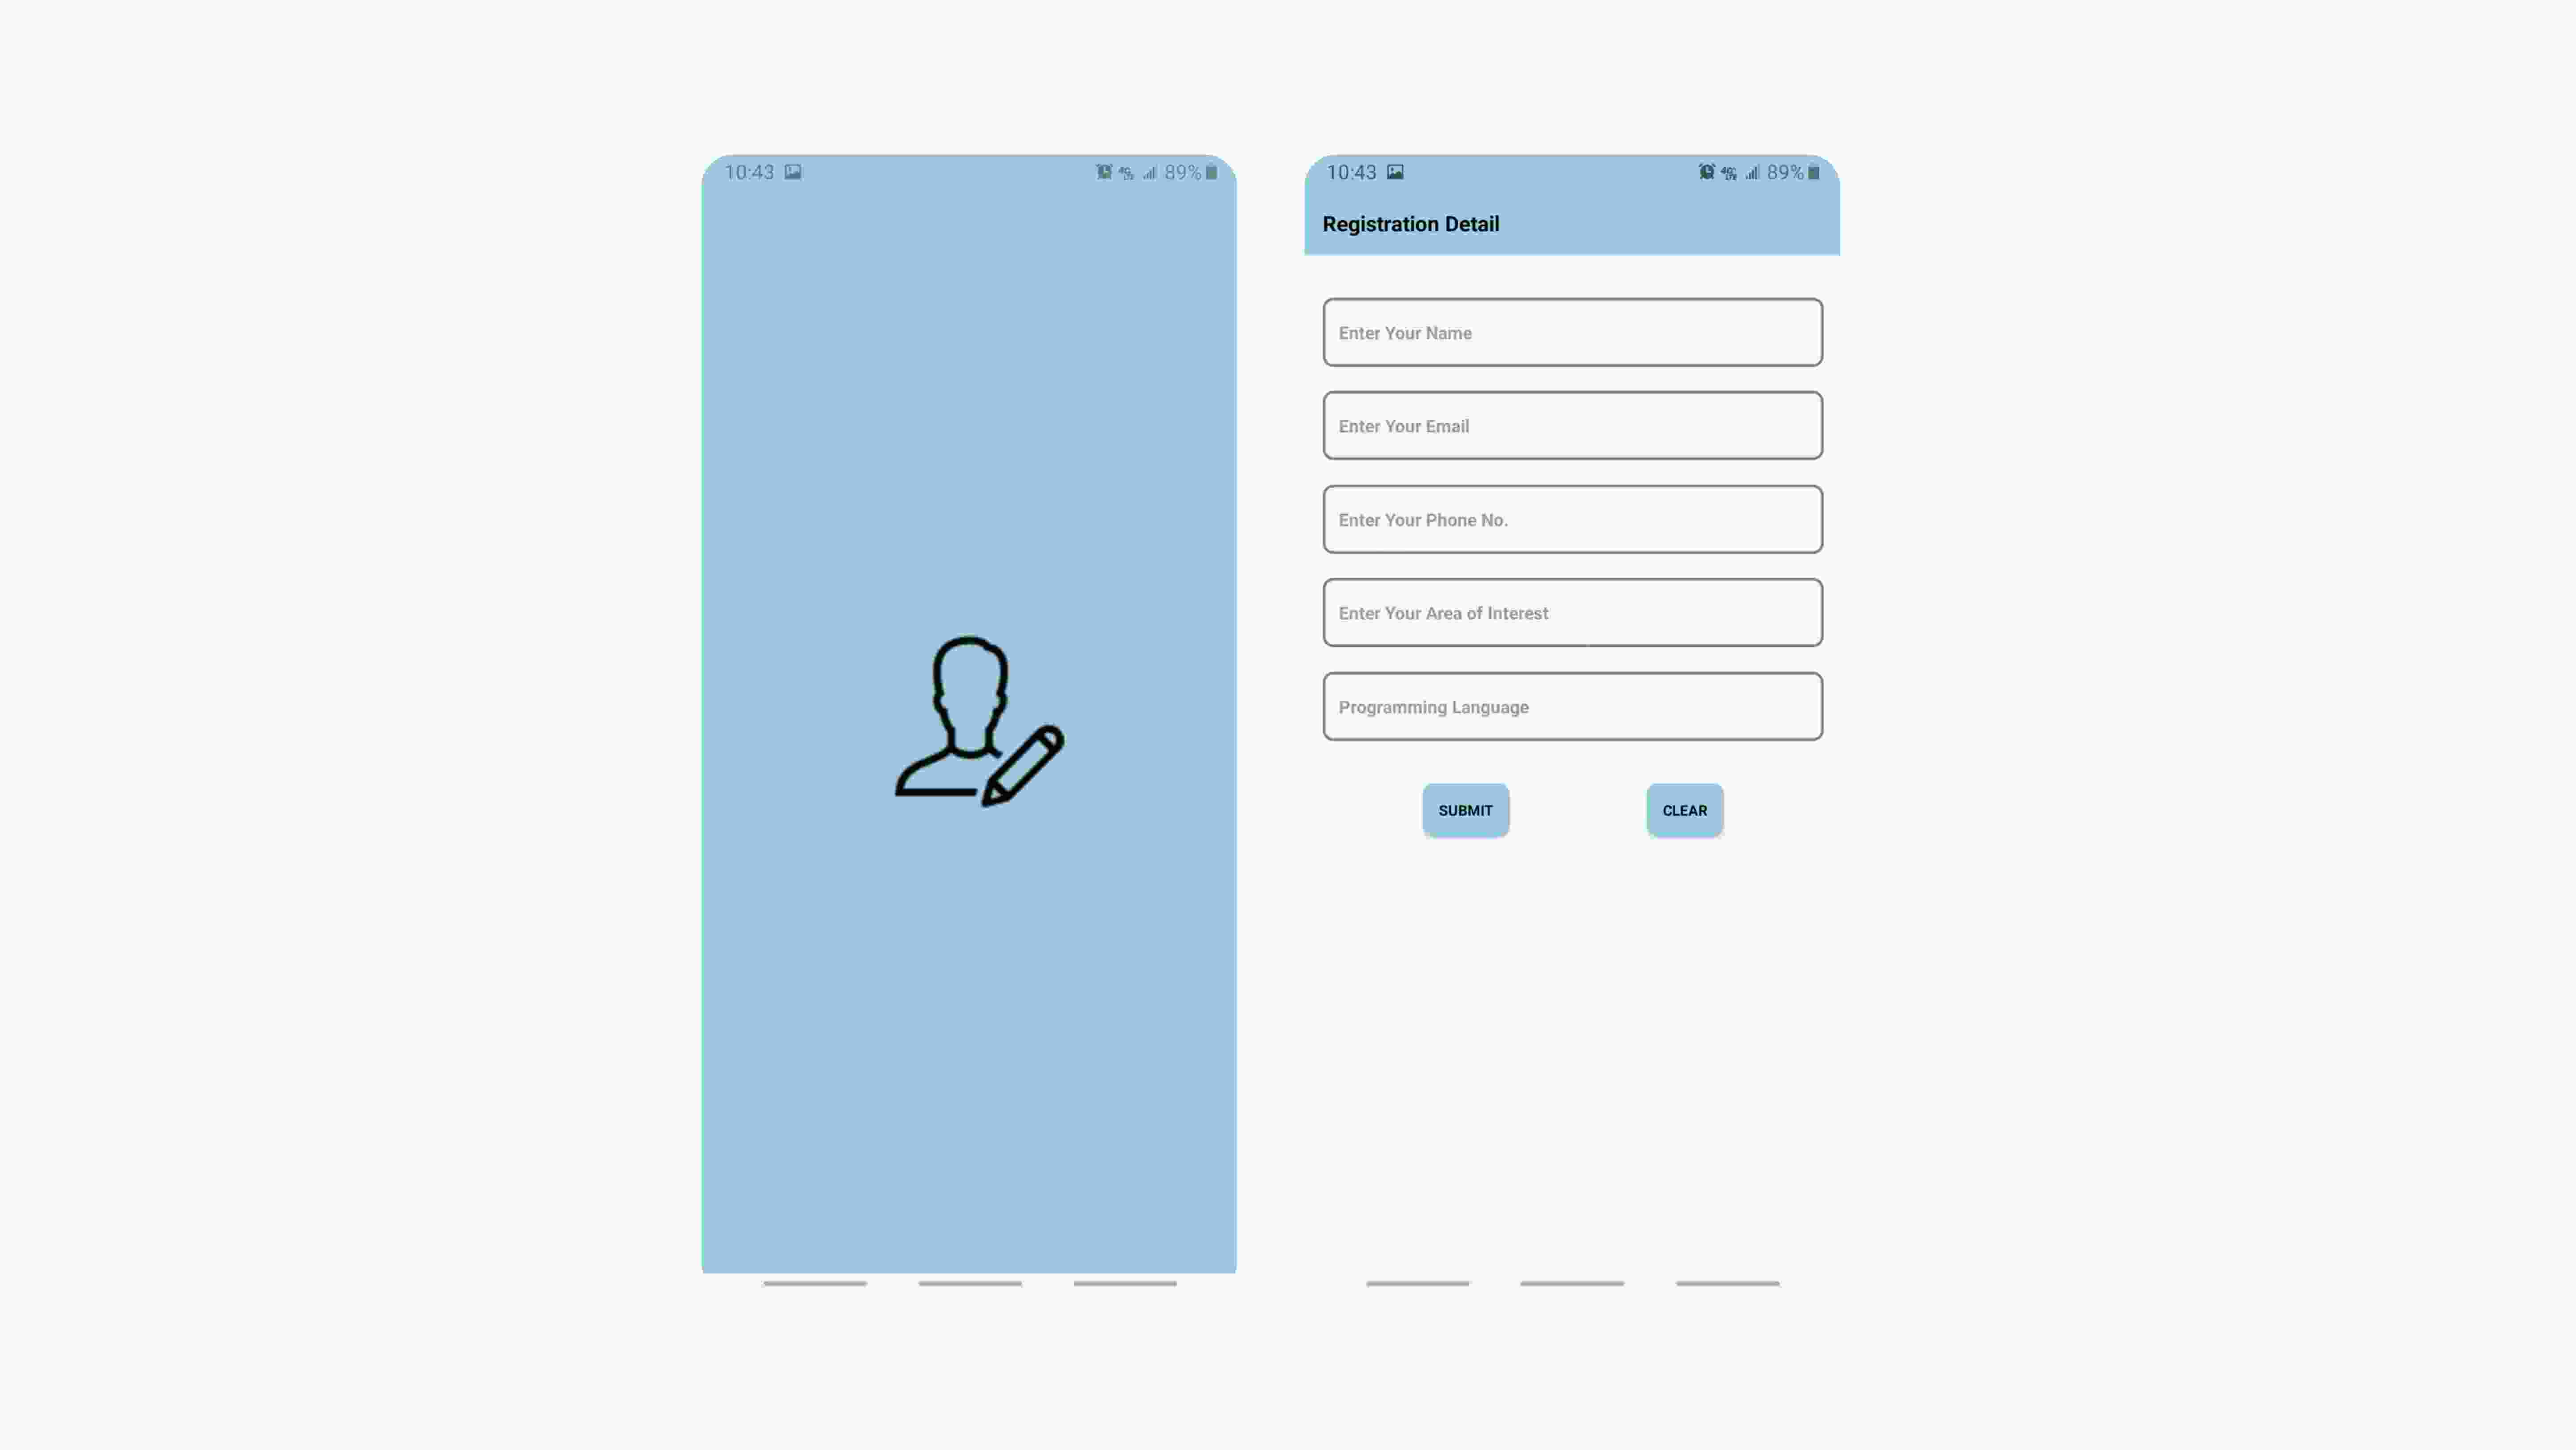 10:43
89%
10:43
89%
Registration Detail
Enter Your Name
Enter Your Email
Enter Your Phone No.
Enter Your Area of Interest
Programming Language
SUBMIT
CLEAR